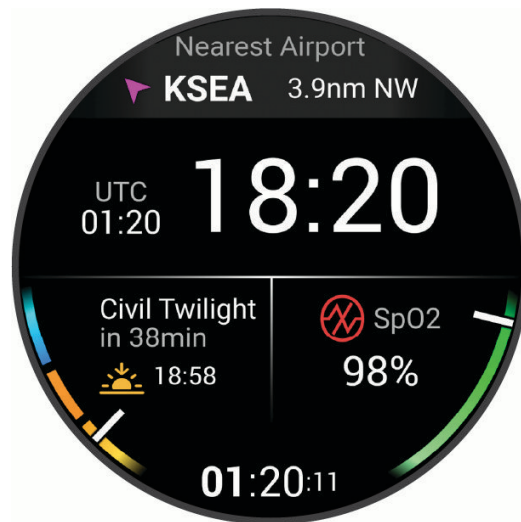 Nearest Airport
KSEA 3.9nm NW
UTC
01:20
18:20
Civil Twilight
in 38min
18:58
SpO2
98%
01:20:11